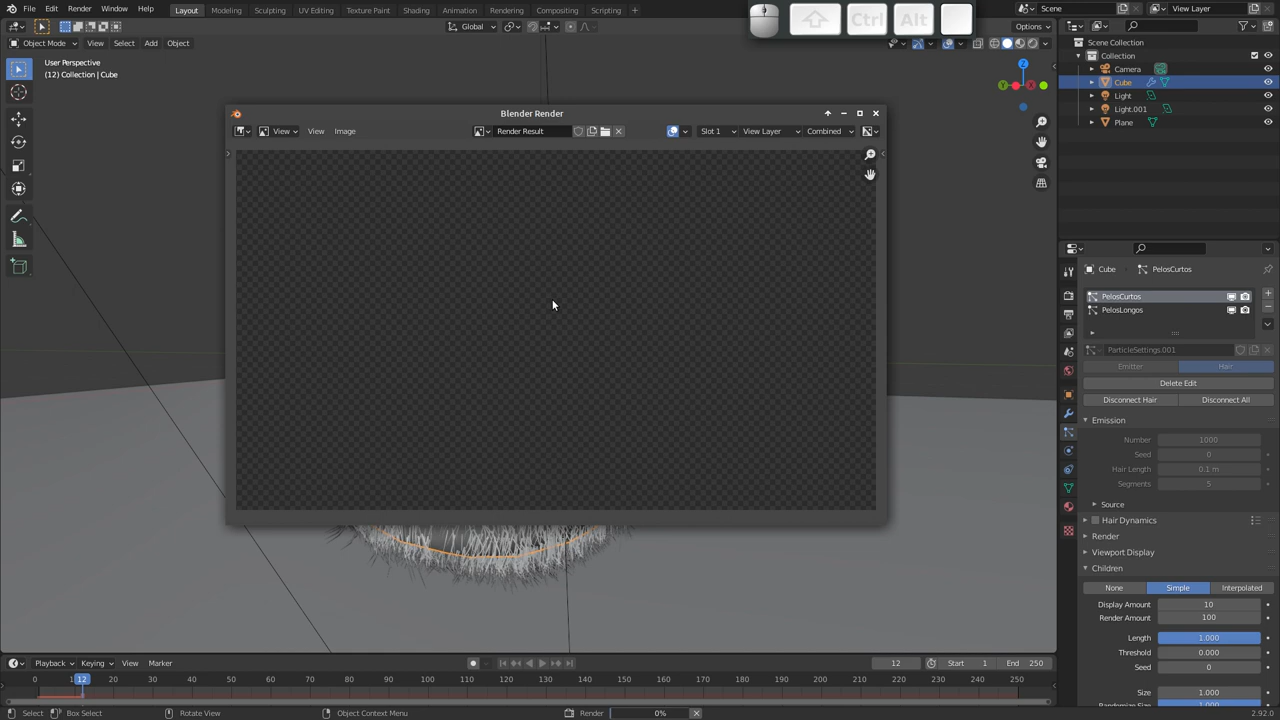 File Edit Render Window Help Layout Modeling Sculpting UV Editing Texture Paint Shading Animation Rendering Compositing Scripting Scene View Layer
Ctrl Alt
Global Options
Object Mode View Select Add Object
User Perspective
(12) Collection | Cube
Scene Collection
Collection
Camera
Cube
Light
Light.001
Plane
Blender Render
View View Image Render Result Slot 1 View Layer Combined
Cube PelosCurtos
PelosCurtos
PelosLongos
ParticleSettings.001
Emitter Hair
Delete Edit
Disconnect Hair Disconnect All
Emission
Number 1000
Seed 0
Hair Length 0.1 m
Segments 5
Source
Hair Dynamics
Render
Viewport Display
Children
None Simple Interpolated
Display Amount 10
Render Amount 100
Length 1.000
Threshold 0.000
Seed 0
Size 1.000
Randomize Size 1.000
Playback Keying View Marker 12 Start 1 End 250
0 12 20 30 40 50 60 70 80 90 100 110 120 130 140 150 160 170 180 190 200 210 220 230 240 250
Select Box Select Rotate View Object Context Menu Render 0% 2.92.0